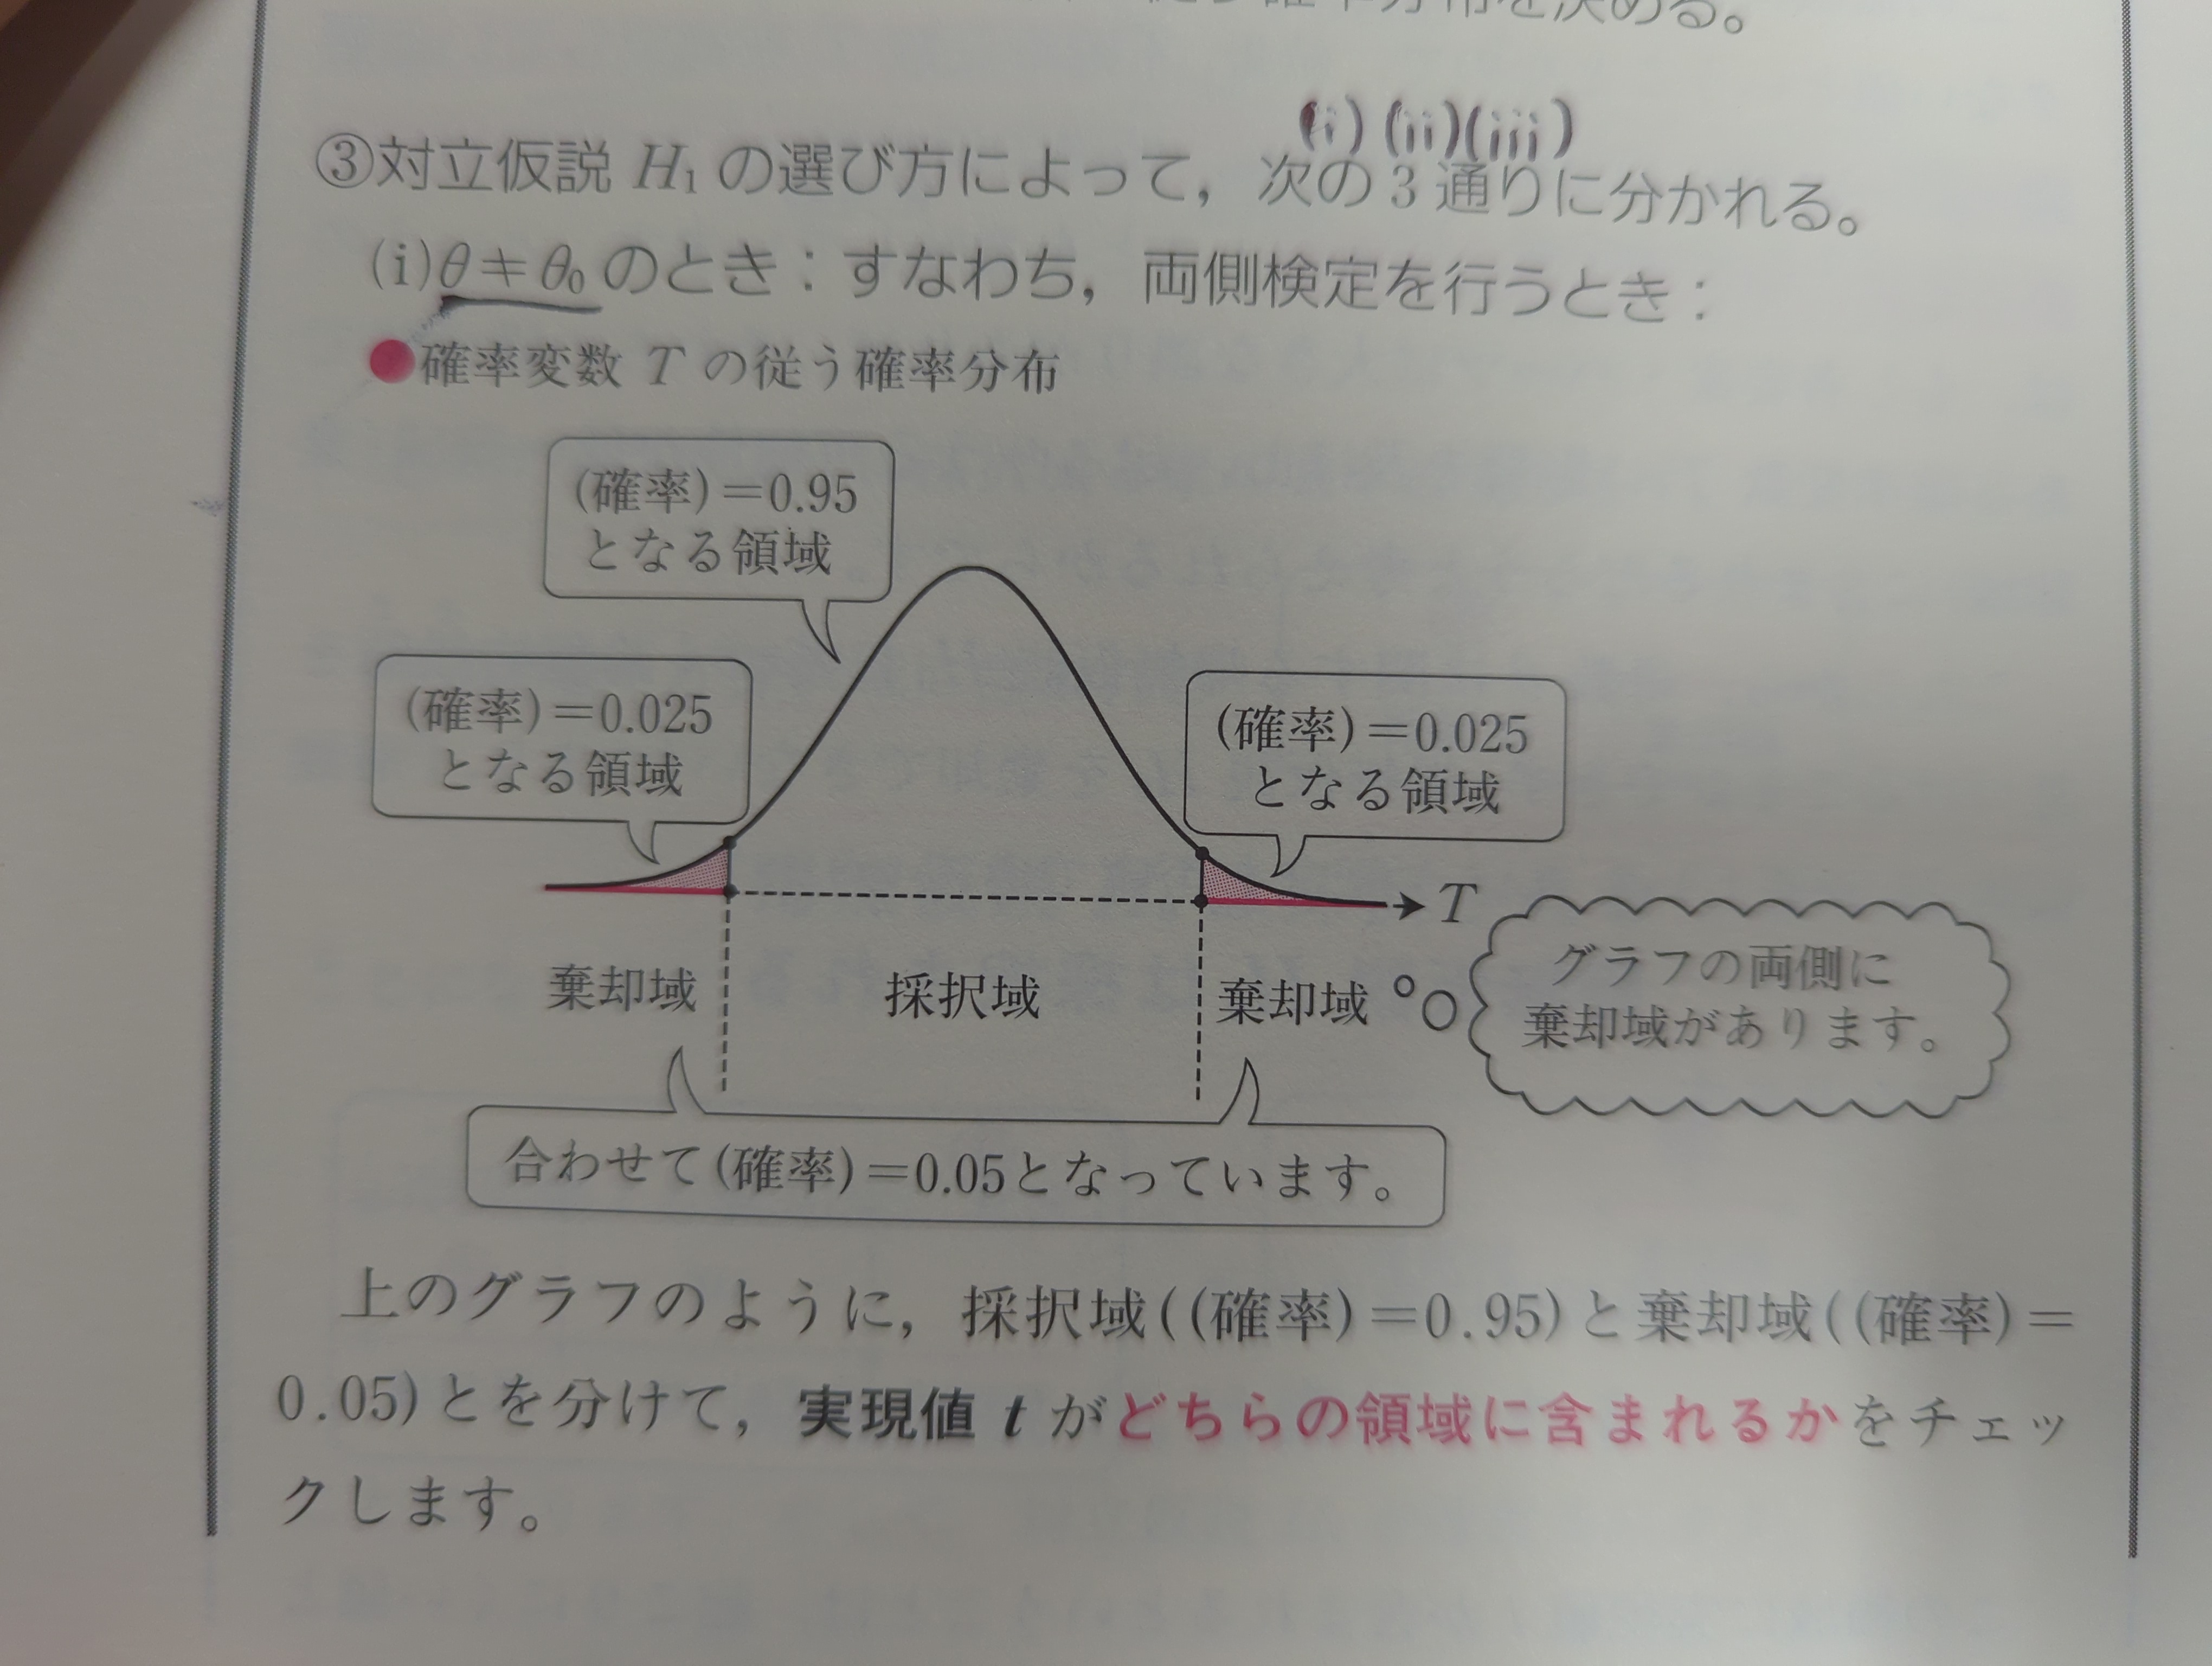 を決める。
(i)(ii)(iii)
③対立仮説 H₁ の選び方によって，次の3通りに分かれる。
(i)θ≠θ₀のとき：すなわち，両側検定を行うとき：
●確率変数 T の従う確率分布
(確率)＝0.95
となる領域
(確率)＝0.025
となる領域
(確率)＝0.025
となる領域
T
棄却域
採択域
棄却域
グラフの両側に
棄却域があります。
合わせて(確率)＝0.05となっています。
上のグラフのように，採択域((確率)＝0.95)と棄却域((確率)＝
0.05)とを分けて，実現値 t がどちらの領域に含まれるかをチェッ
クします。